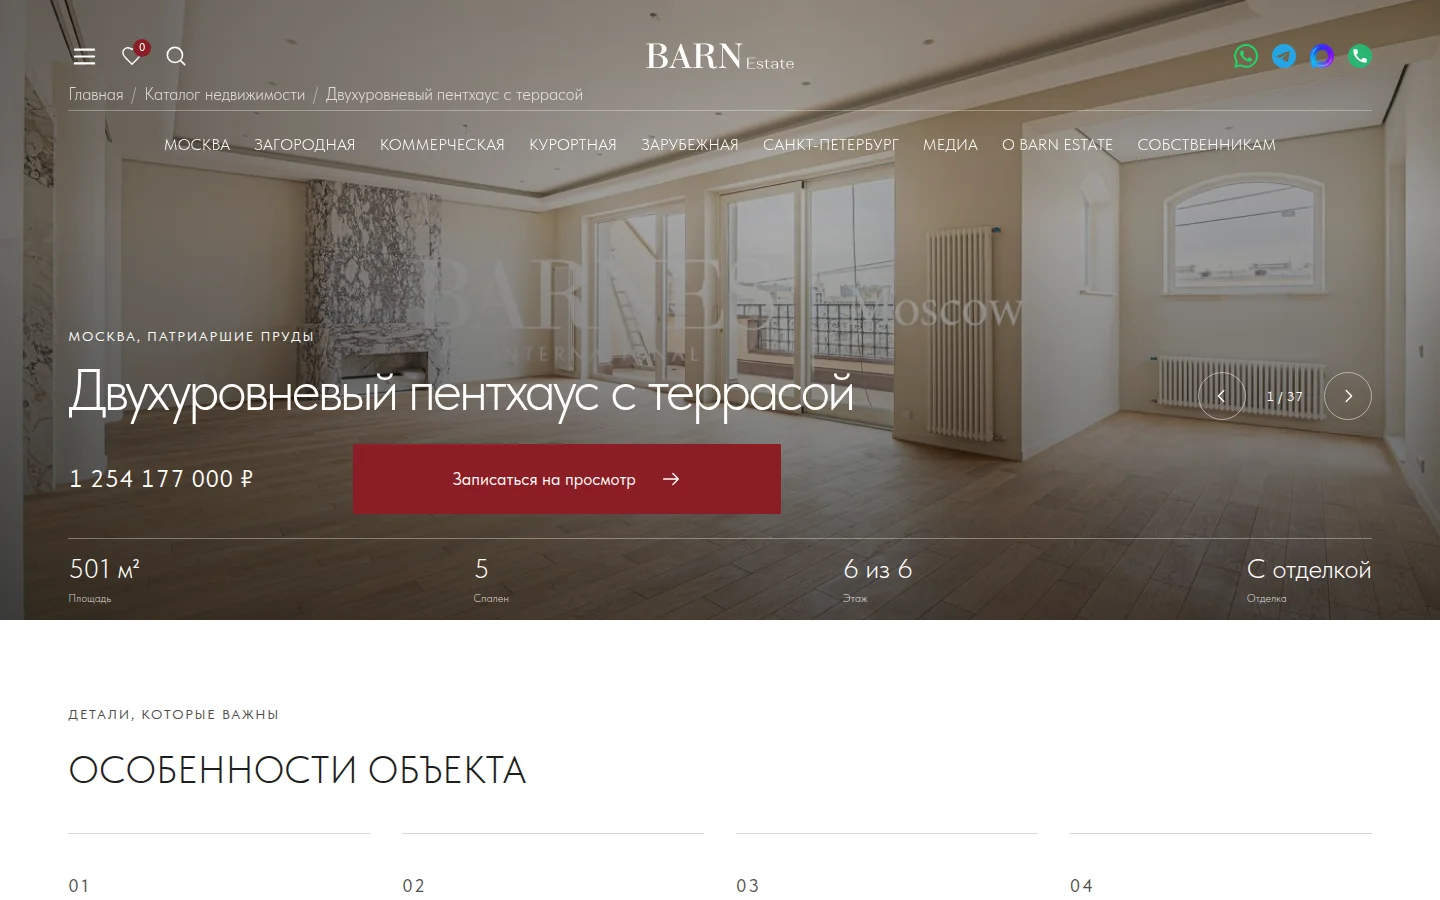 0
BARN Estate
Главная / Каталог недвижимости / Двухуровневый пентхаус с террасой
МОСКВА ЗАГОРОДНАЯ КОММЕРЧЕСКАЯ КУРОРТНАЯ ЗАРУБЕЖНАЯ САНКТ-ПЕТЕРБУРГ МЕДИА О BARN ESTATE СОБСТВЕННИКАМ
BARNES Moscow
INTERNATIONAL
МОСКВА, ПАТРИАРШИЕ ПРУДЫ
Двухуровневый пентхаус с террасой
1 / 37
1 254 177 000 ₽
Записаться на просмотр
501 м² 5 6 из 6 С отделкой
Площадь Спален Этаж Отделка
ДЕТАЛИ, КОТОРЫЕ ВАЖНЫ
ОСОБЕННОСТИ ОБЪЕКТА
01 02 03 04